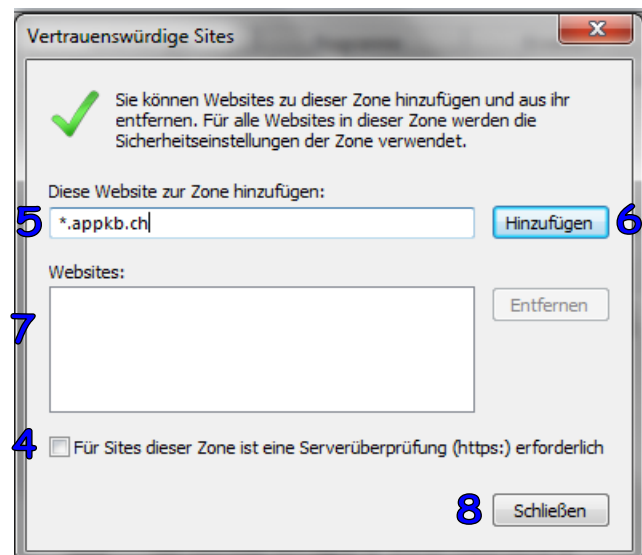 Vertrauenswürdige Sites
Sie können Websites zu dieser Zone hinzufügen und aus ihr
entfernen. Für alle Websites in dieser Zone werden die
Sicherheitseinstellungen der Zone verwendet.
Diese Website zur Zone hinzufügen:
5 *.appkb.ch Hinzufügen 6
Websites:
Entfernen
7
4 Für Sites dieser Zone ist eine Serverüberprüfung (https:) erforderlich
8 Schließen